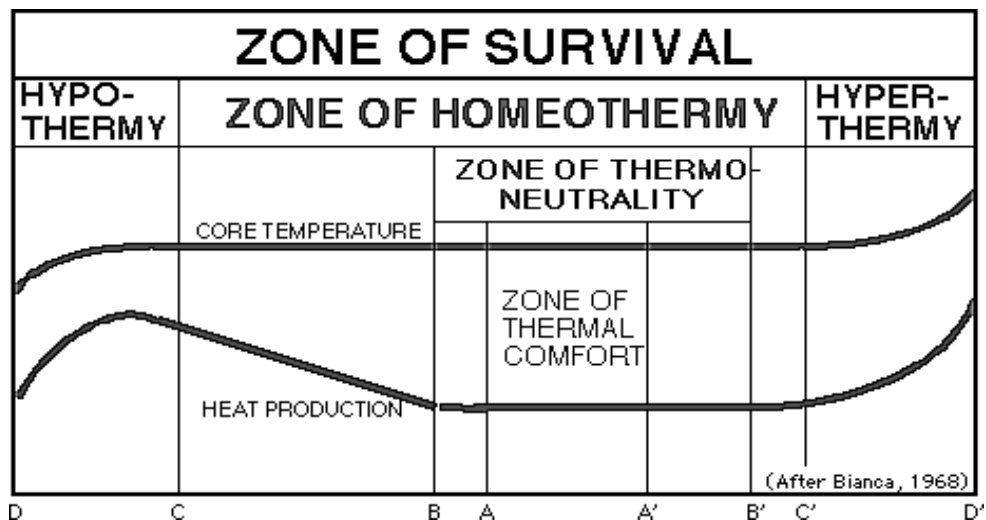 ZONE OF SURVIVAL
HYPO-
THERMY
ZONE OF HOMEOTHERMY
HYPER-
THERMY
ZONE OF THERMO-
NEUTRALITY
CORE TEMPERATURE
ZONE OF
THERMAL
COMFORT
HEAT PRODUCTION
(After Bianca, 1968)
D C B A A' B' C' D'